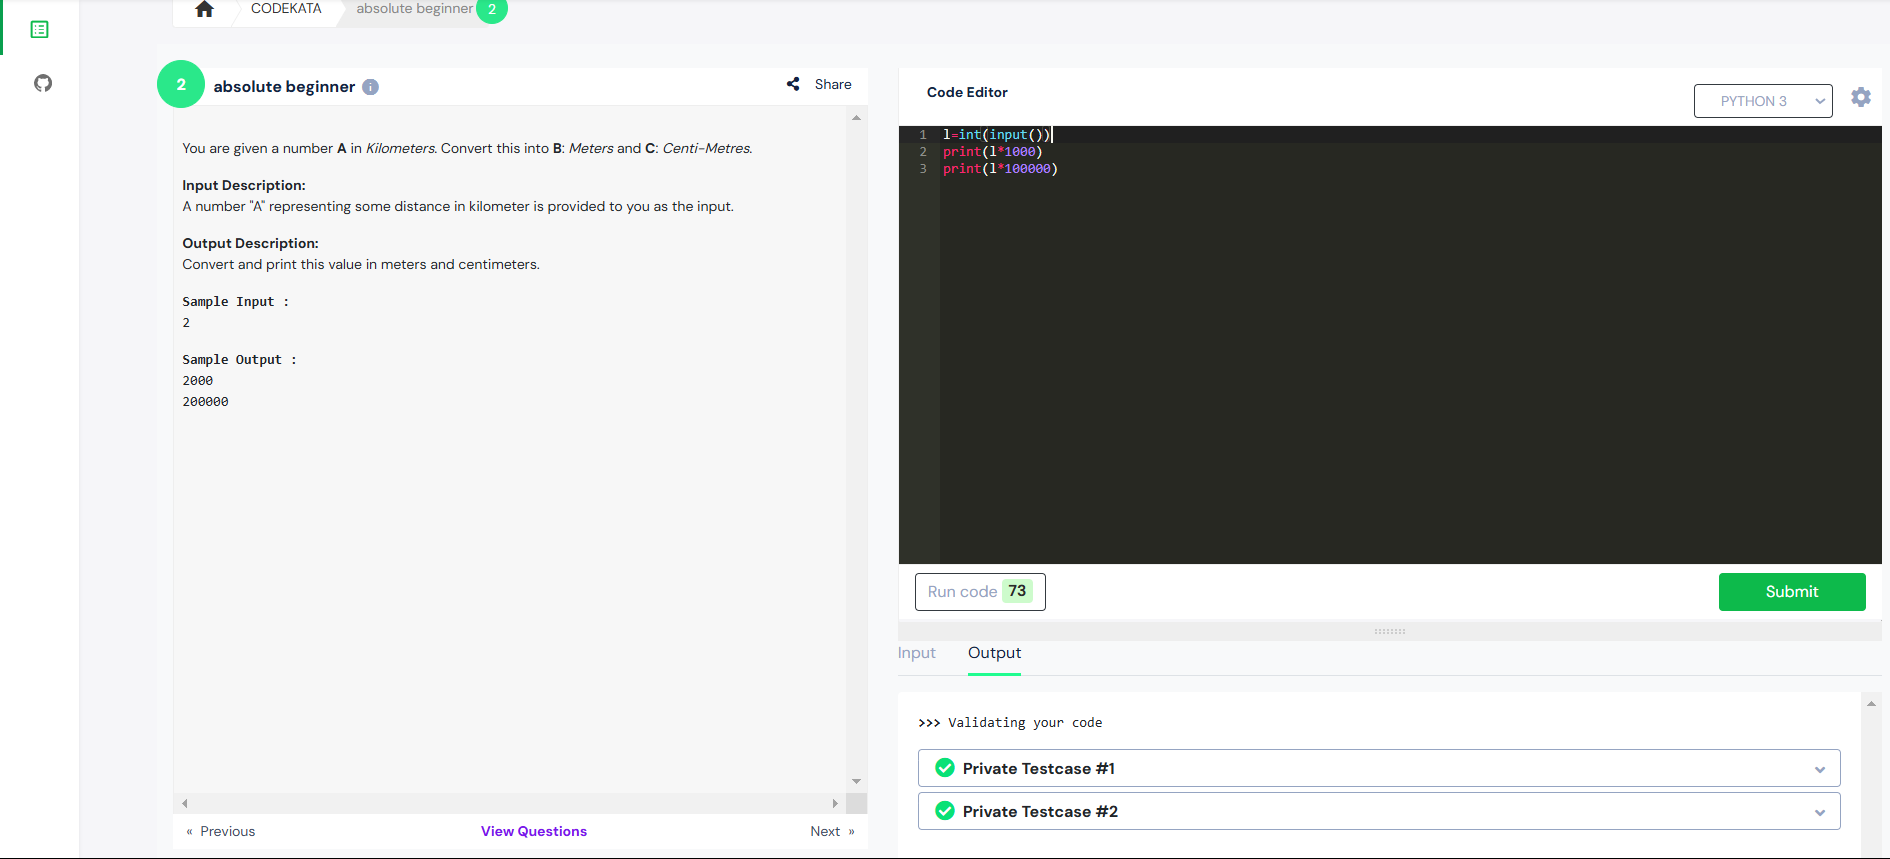 CODEKATA
absolute beginner
2
2
absolute beginner
i
Share
You are given a number A in Kilometers. Convert this into B: Meters and C: Centi-Metres.
Input Description:
A number "A" representing some distance in kilometer is provided to you as the input.
Output Description:
Convert and print this value in meters and centimeters.
Sample Input :
2
Sample Output :
2000
200000
« Previous
View Questions
Next »
Code Editor
PYTHON 3
1 l=int(input())
2 print(l*1000)
3 print(l*100000)
Run code 73
Submit
Input
Output
>>> Validating your code
Private Testcase #1
Private Testcase #2